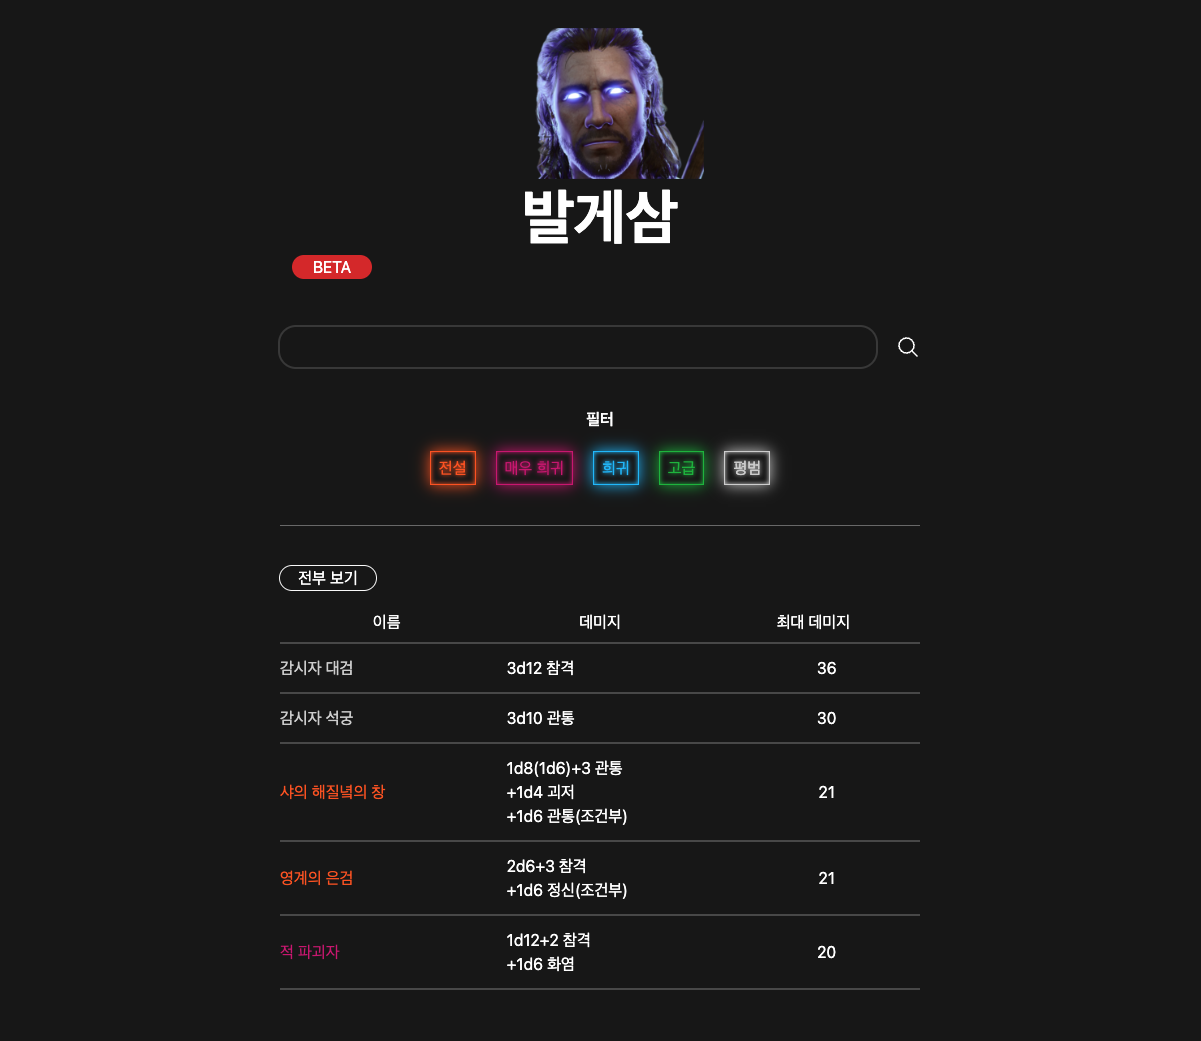 발게삼
BETA
필터
전설 매우 희귀 희귀 고급 평범
전부 보기
이름 데미지 최대 데미지
감시자 대검 3d12 참격 36
감시자 석궁 3d10 관통 30
1d8(1d6)+3 관통
샤의 해질녘의 창 +1d4 괴저 21
+1d6 관통(조건부)
영계의 은검 2d6+3 참격 21
+1d6 정신(조건부)
적 파괴자 1d12+2 참격 20
+1d6 화염